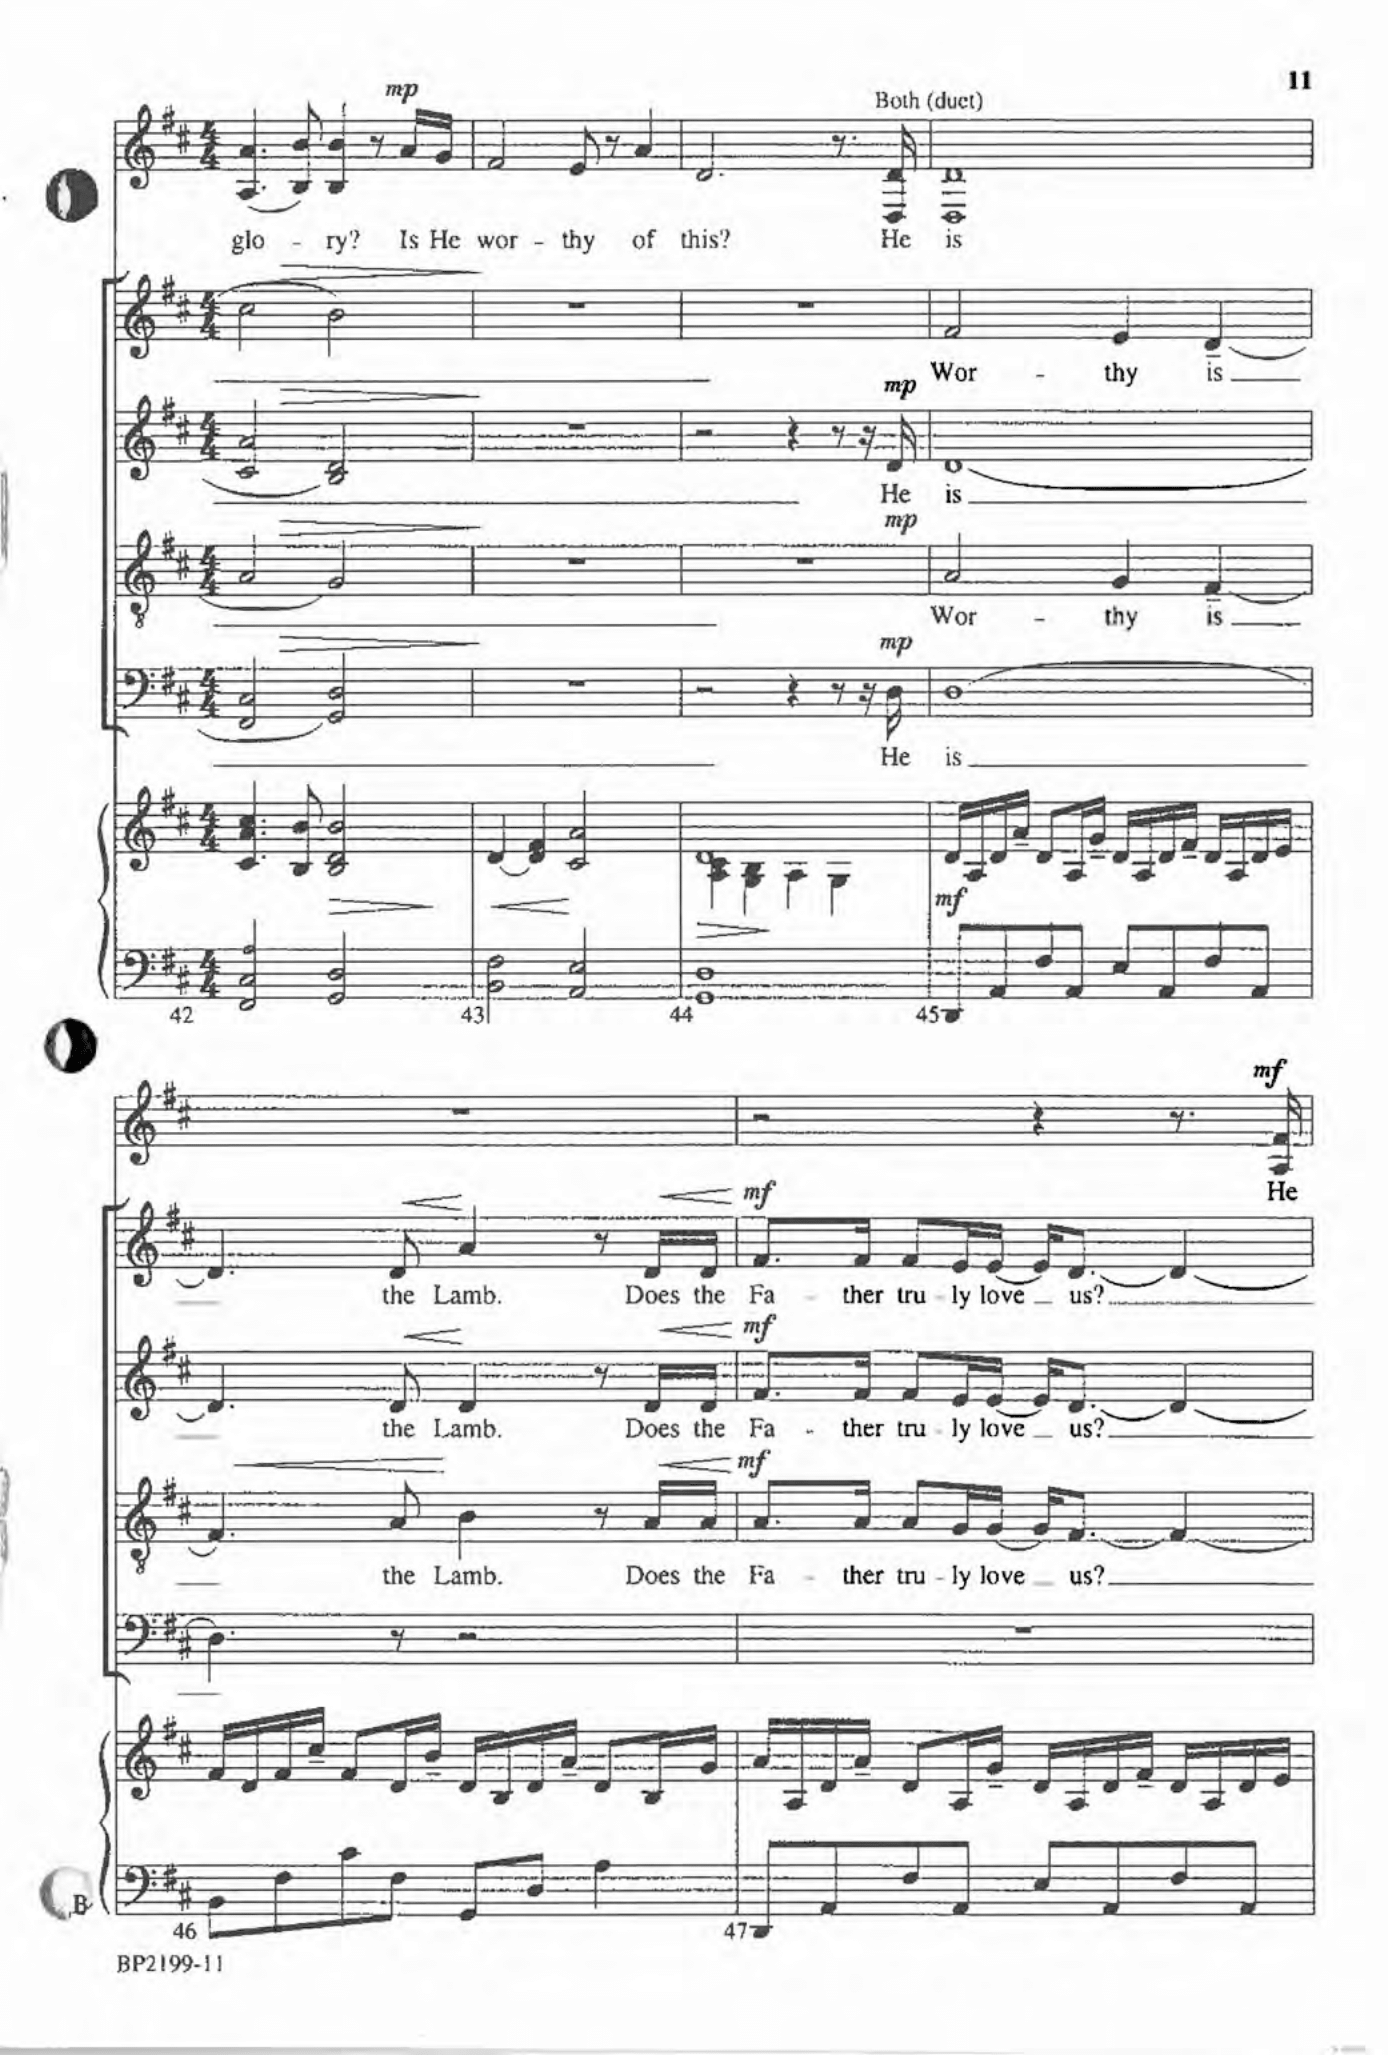 11
mp
Both (duet)
glo - ry? Is He wor - thy of this? He is
Wor - thy is
mp
He is
mp
Wor - thy is
mp
He is
mf
42 43 44 45
mf
He
mf
the Lamb. Does the Fa - ther tru - ly love us?
mf
the Lamb. Does the Fa - ther tru - ly love us?
mf
the Lamb. Does the Fa - ther tru - ly love us?
B
46 47
BP2199-11